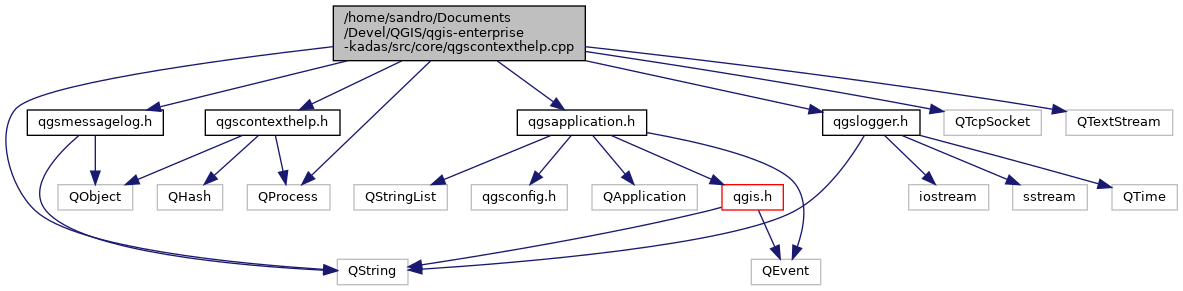 /home/sandro/Documents
/Devel/QGIS/qgis-enterprise
-kadas/src/core/qgscontexthelp.cpp
qgsmessagelog.h
qgscontexthelp.h
qgsapplication.h
qgslogger.h
QTcpSocket
QTextStream
QObject
QHash
QProcess
QStringList
qgsconfig.h
QApplication
qgis.h
iostream
sstream
QTime
QString
QEvent